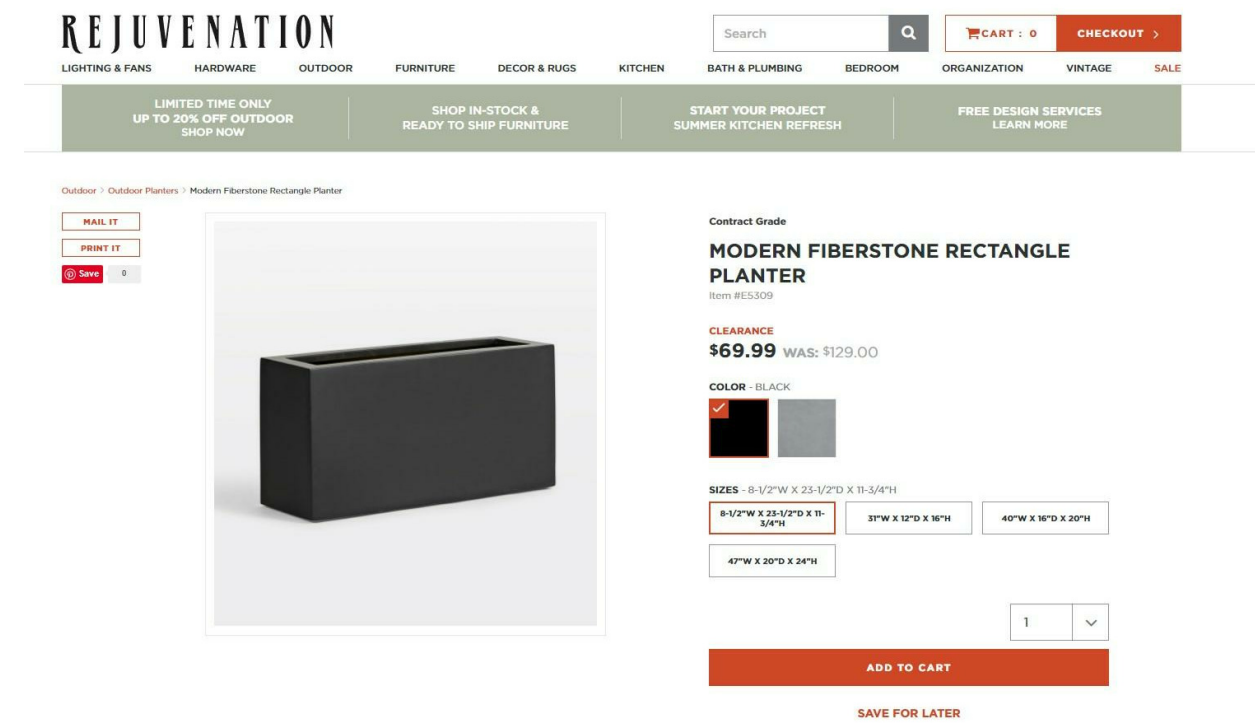 REJUVENATION
Search
CART : 0
CHECKOUT >
LIGHTING & FANS HARDWARE OUTDOOR FURNITURE DECOR & RUGS KITCHEN BATH & PLUMBING BEDROOM ORGANIZATION VINTAGE SALE
LIMITED TIME ONLY
UP TO 20% OFF OUTDOOR
SHOP NOW
SHOP IN-STOCK &
READY TO SHIP FURNITURE
START YOUR PROJECT
SUMMER KITCHEN REFRESH
FREE DESIGN SERVICES
LEARN MORE
Outdoor > Outdoor Planters > Modern Fiberstone Rectangle Planter
MAIL IT
PRINT IT
Save 0
Contract Grade
MODERN FIBERSTONE RECTANGLE
PLANTER
Item #E5309
CLEARANCE
$69.99 WAS: $129.00
COLOR - BLACK
SIZES - 8-1/2"W X 23-1/2"D X 11-3/4"H
8-1/2"W X 23-1/2"D X 11-
3/4"H
31"W X 12"D X 16"H
40"W X 16"D X 20"H
47"W X 20"D X 24"H
1
ADD TO CART
SAVE FOR LATER